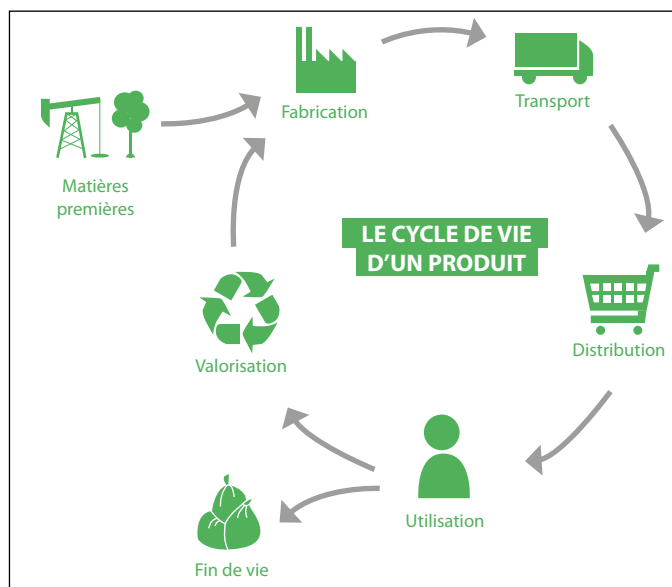 Fabrication
Transport
Matières
premières
LE CYCLE DE VIE
D'UN PRODUIT
Distribution
Valorisation
Utilisation
Fin de vie